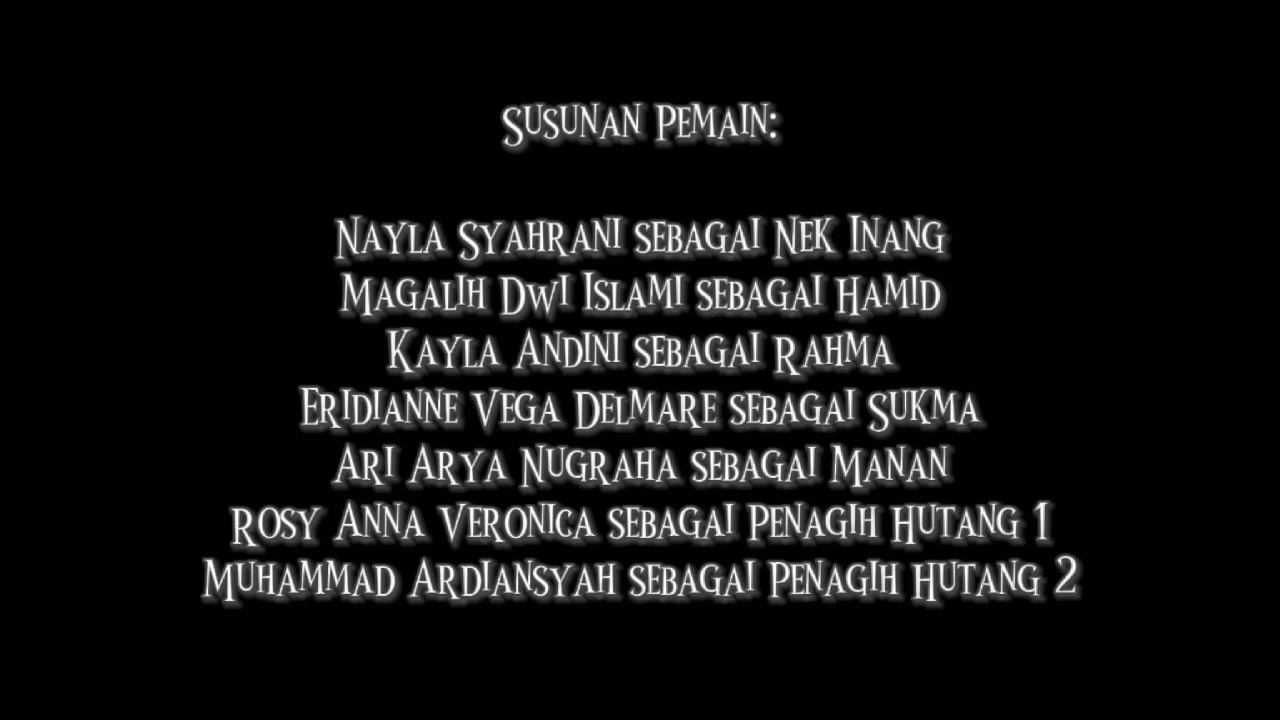 Susunan Pemain:
Nayla Syahrani sebagai Nek Inang
Magalih Dwi Islami sebagai Hamid
Kayla Andini sebagai Rahma
Eridianne Vega Delmare sebagai Sukma
Ari Arya Nugraha sebagai Manan
Rosy Anna Veronica sebagai Penagih Hutang 1
Muhammad Ardiansyah sebagai Penagih Hutang 2